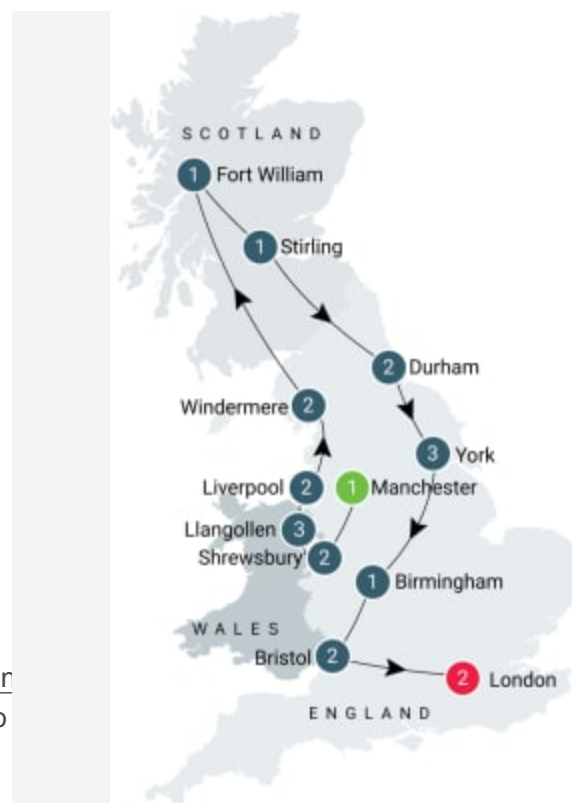 SCOTLAND
1 Fort William
1 Stirling
2 Durham
Windermere 2
3 York
Liverpool 2
1 Manchester
Llangollen 3
Shrewsbury 2
1 Birmingham
WALES
Bristol 2
2 London
ENGLAND